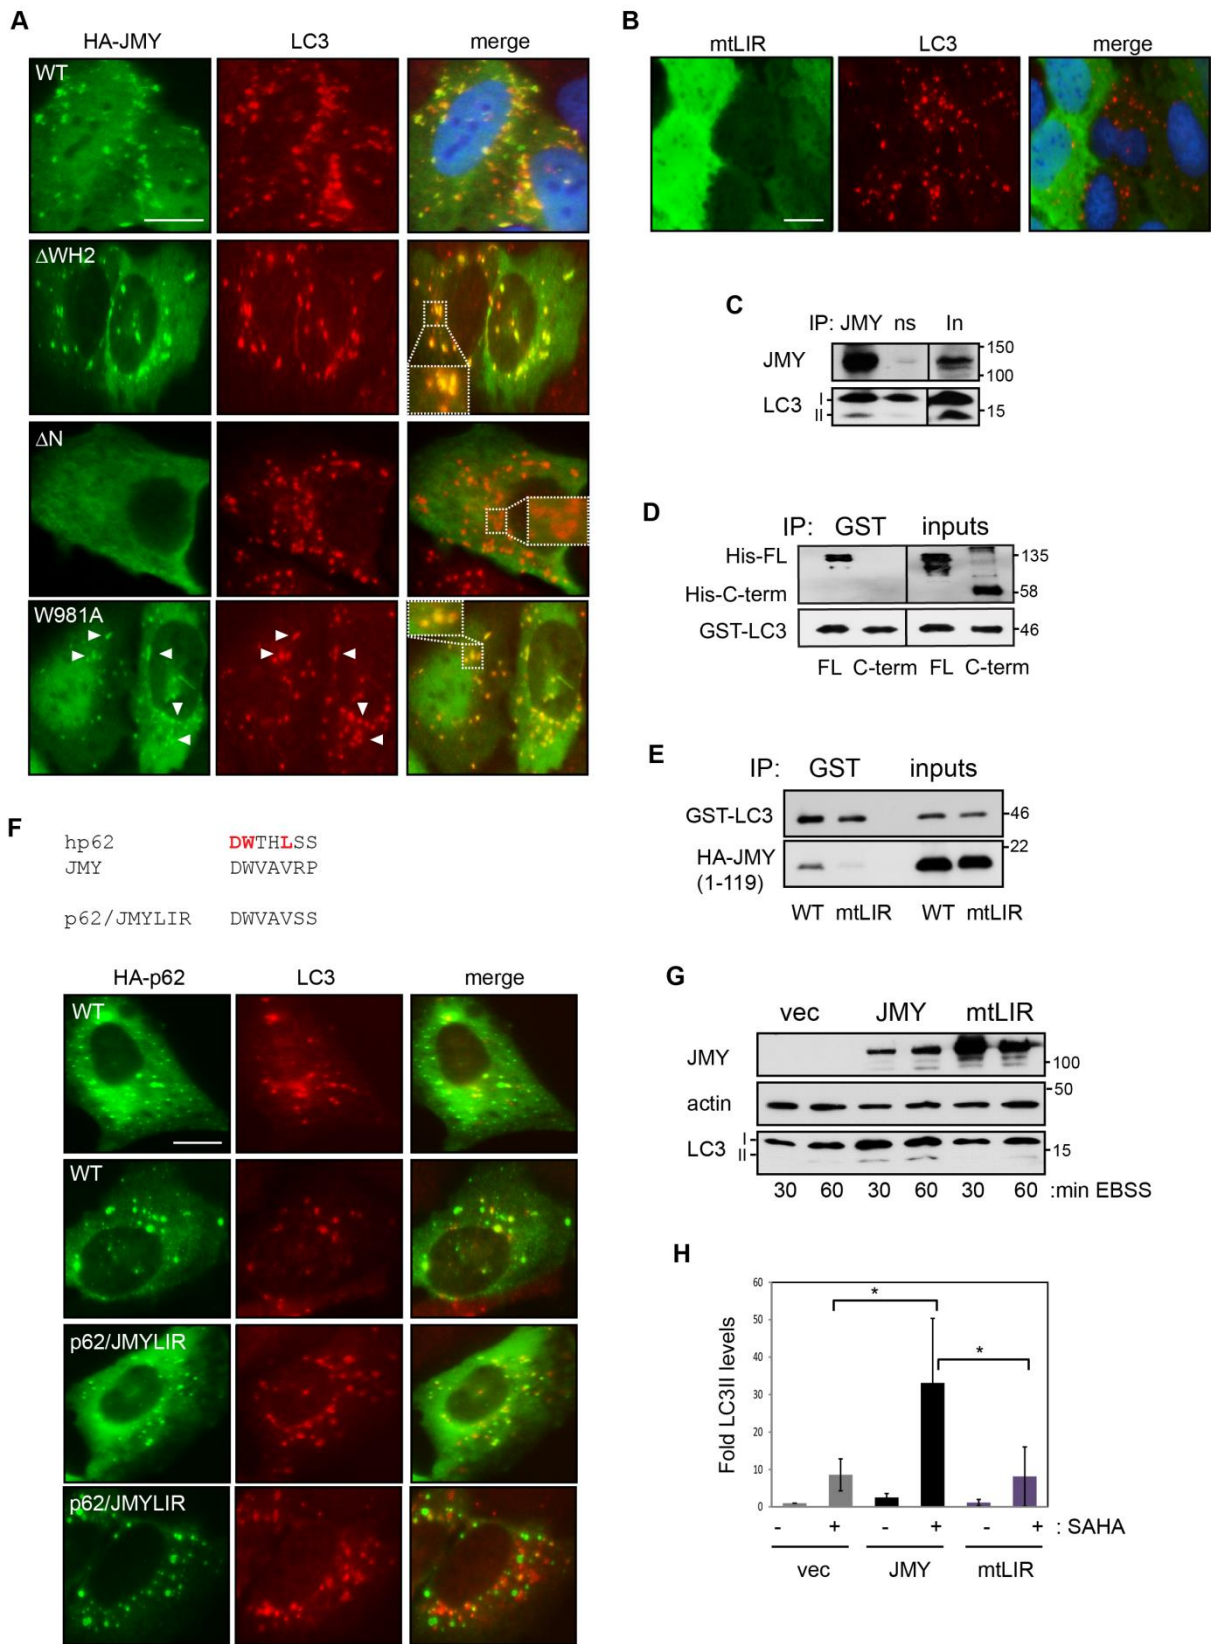 A
HA-JMY LC3 merge
WT
ΔWH2
ΔN
W981A
B
mtLIR LC3 merge
C
IP: JMY ns In
JMY
150
100
LC3 I
II
15
D
IP: GST inputs
His-FL
135
His-C-term
58
GST-LC3
46
FL C-term FL C-term
E
IP: GST inputs
GST-LC3
46
22
HA-JMY
(1-119)
WT mtLIR WT mtLIR
F
hp62 DWTHLSS
JMY DWVAVRP
p62/JMYLIR DWVAVSS
HA-p62 LC3 merge
WT
WT
p62/JMYLIR
p62/JMYLIR
G
vec JMY mtLIR
JMY
100
50
actin
LC3 I
II
15
30 60 30 60 30 60 :min EBSS
H
Fold LC3II levels
60
50
40
30
20
10
0
*
*
- + - + - + : SAHA
vec JMY mtLIR